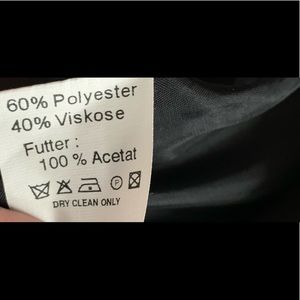 60% Polyester
40% Viskose
Futter :
100 % Acetat
P
DRY CLEAN ONLY